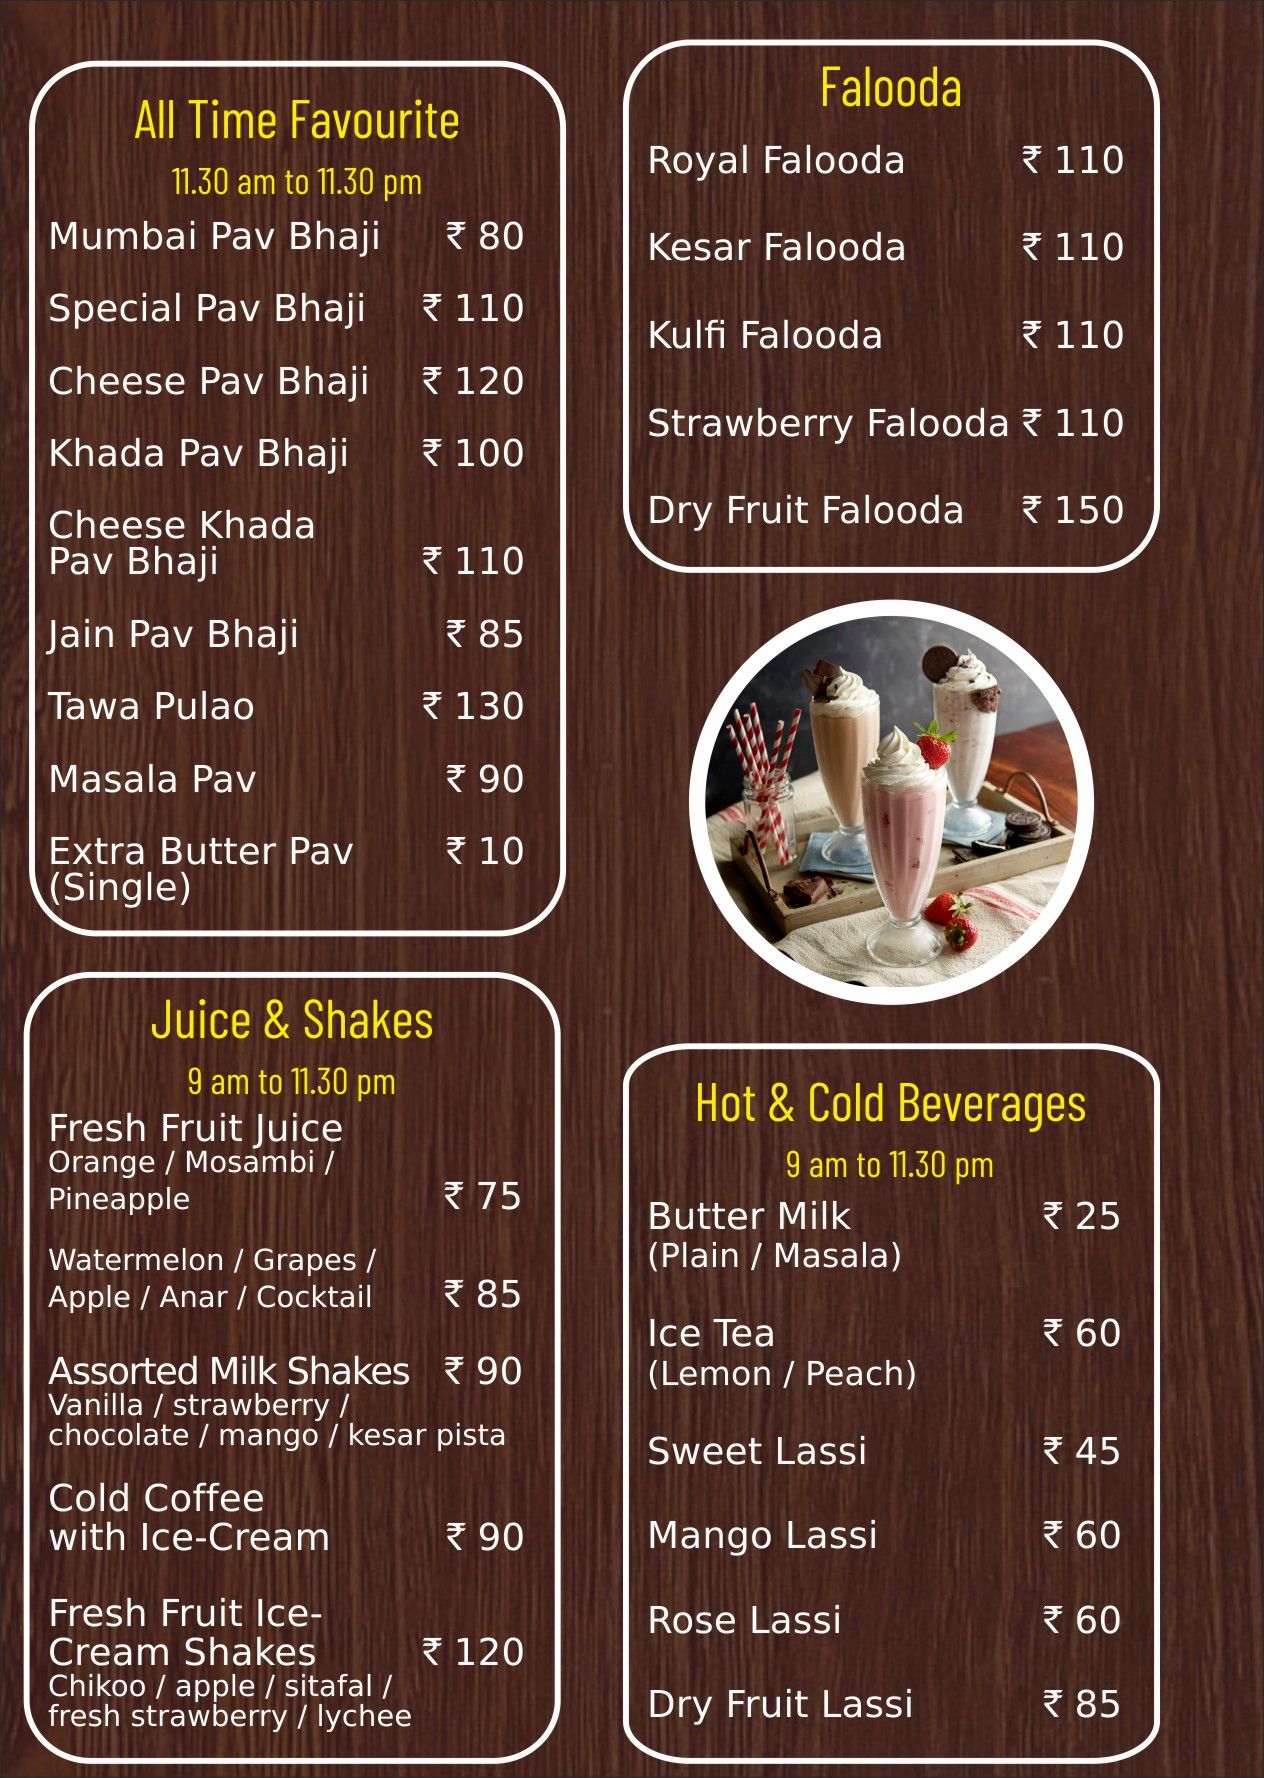 All Time Favourite
11.30 am to 11.30 pm
Mumbai Pav Bhaji ₹ 80
Special Pav Bhaji ₹ 110
Cheese Pav Bhaji ₹ 120
Khada Pav Bhaji ₹ 100
Cheese Khada
Pav Bhaji ₹ 110
Jain Pav Bhaji ₹ 85
Tawa Pulao ₹ 130
Masala Pav ₹ 90
Extra Butter Pav ₹ 10
(Single)
Juice & Shakes
9 am to 11.30 pm
Fresh Fruit Juice
Orange / Mosambi /
Pineapple ₹ 75
Watermelon / Grapes /
Apple / Anar / Cocktail ₹ 85
Assorted Milk Shakes ₹ 90
Vanilla / strawberry /
chocolate / mango / kesar pista
Cold Coffee
with Ice-Cream ₹ 90
Fresh Fruit Ice-
Cream Shakes ₹ 120
Chikoo / apple / sitafal /
fresh strawberry / lychee
Falooda
Royal Falooda ₹ 110
Kesar Falooda ₹ 110
Kulfi Falooda ₹ 110
Strawberry Falooda ₹ 110
Dry Fruit Falooda ₹ 150
Hot & Cold Beverages
9 am to 11.30 pm
Butter Milk ₹ 25
(Plain / Masala)
Ice Tea ₹ 60
(Lemon / Peach)
Sweet Lassi ₹ 45
Mango Lassi ₹ 60
Rose Lassi ₹ 60
Dry Fruit Lassi ₹ 85